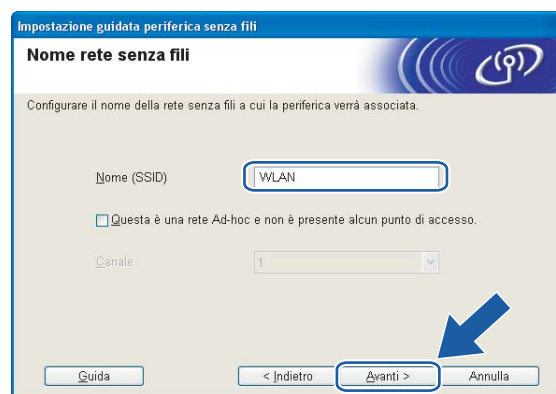 Impostazione guidata periferica senza fili
Nome rete senza fili
Configurare il nome della rete senza fili a cui la periferica verrà associata.
Nome (SSID) WLAN
Questa è una rete Ad-hoc e non è presente alcun punto di accesso.
Canale 1
Guida < Indietro Avanti > Annulla